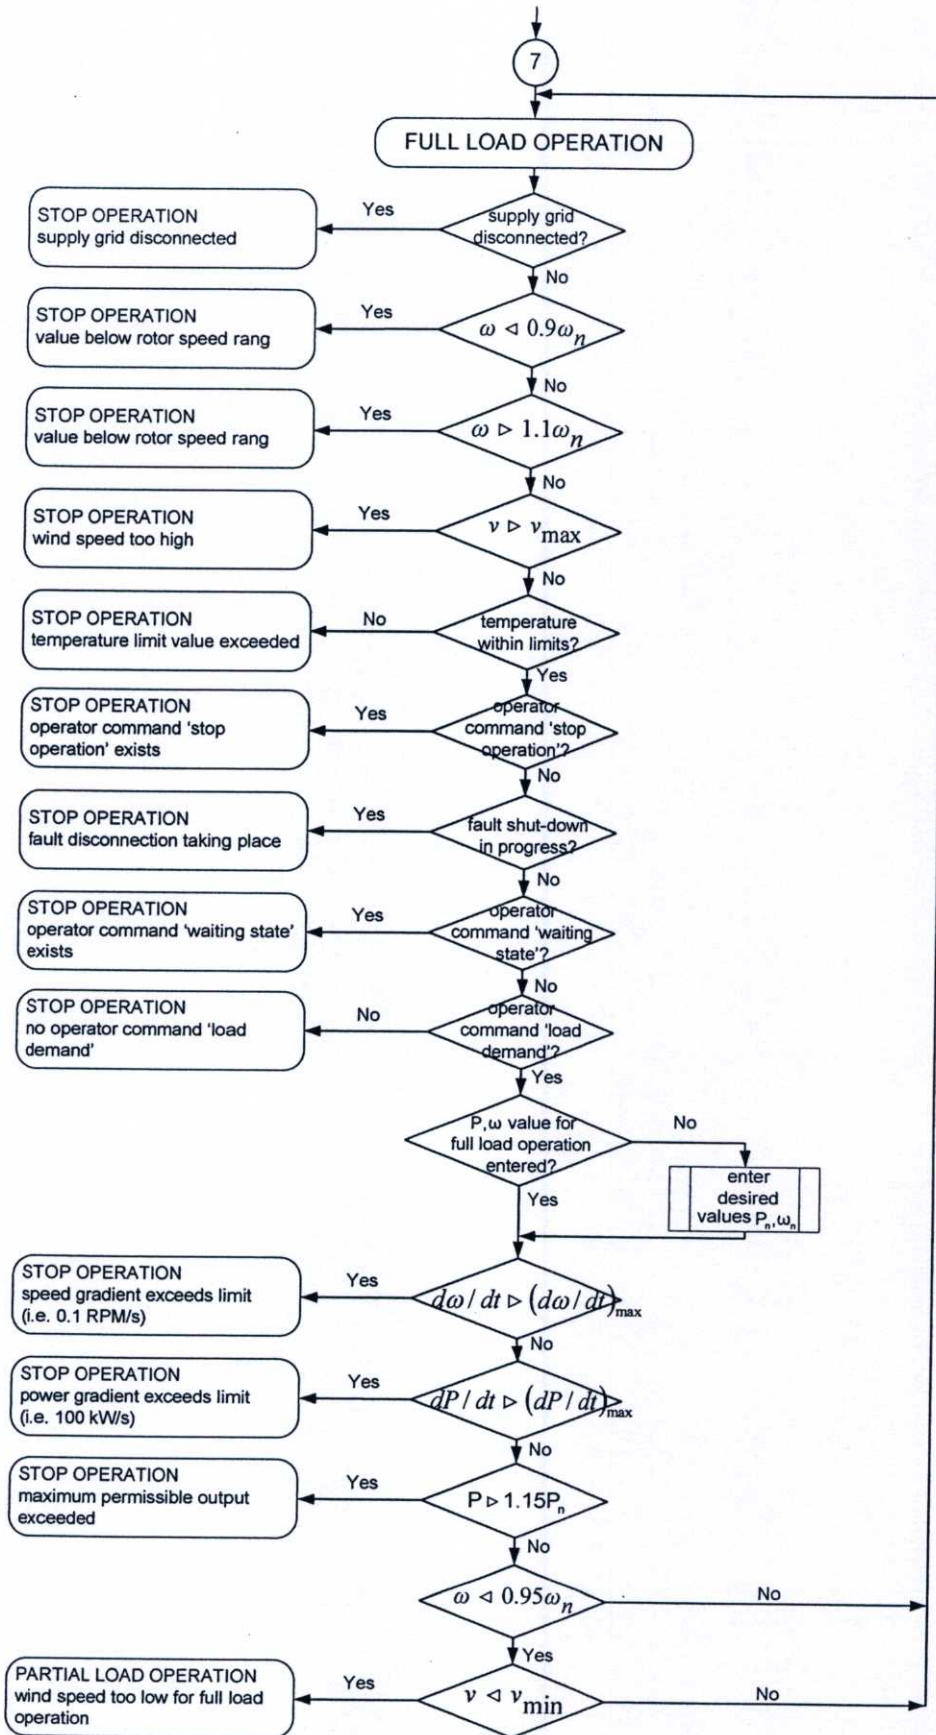 7
FULL LOAD OPERATION
STOP OPERATION
supply grid disconnected
Yes
supply grid
disconnected?
No
STOP OPERATION
value below rotor speed rang
Yes
ω ⊲ 0.9ωn
No
STOP OPERATION
value below rotor speed rang
Yes
ω ⊳ 1.1ωn
No
STOP OPERATION
wind speed too high
Yes
v ⊳ vmax
No
STOP OPERATION
temperature limit value exceeded
No
temperature
within limits?
Yes
STOP OPERATION
operator command ‘stop
operation’ exists
Yes
operator
command ‘stop
operation’?
No
STOP OPERATION
fault disconnection taking place
Yes
fault shut-down
in progress?
No
STOP OPERATION
operator command ‘waiting state’
exists
Yes
operator
command ‘waiting
state’?
No
STOP OPERATION
no operator command ‘load
demand’
No
operator
command ‘load
demand’?
Yes
P,ω value for
full load operation
entered?
No
enter
desired
values Pn,ωn
Yes
STOP OPERATION
speed gradient exceeds limit
(i.e. 0.1 RPM/s)
Yes
dω/dt ⊳ (dω/dt)max
No
STOP OPERATION
power gradient exceeds limit
(i.e. 100 kW/s)
Yes
dP/dt ⊳ (dP/dt)max
No
STOP OPERATION
maximum permissible output
exceeded
Yes
P ⊳ 1.15Pn
No
ω ⊲ 0.95ωn
No
Yes
PARTIAL LOAD OPERATION
wind speed too low for full load
operation
Yes
v ⊲ vmin
No